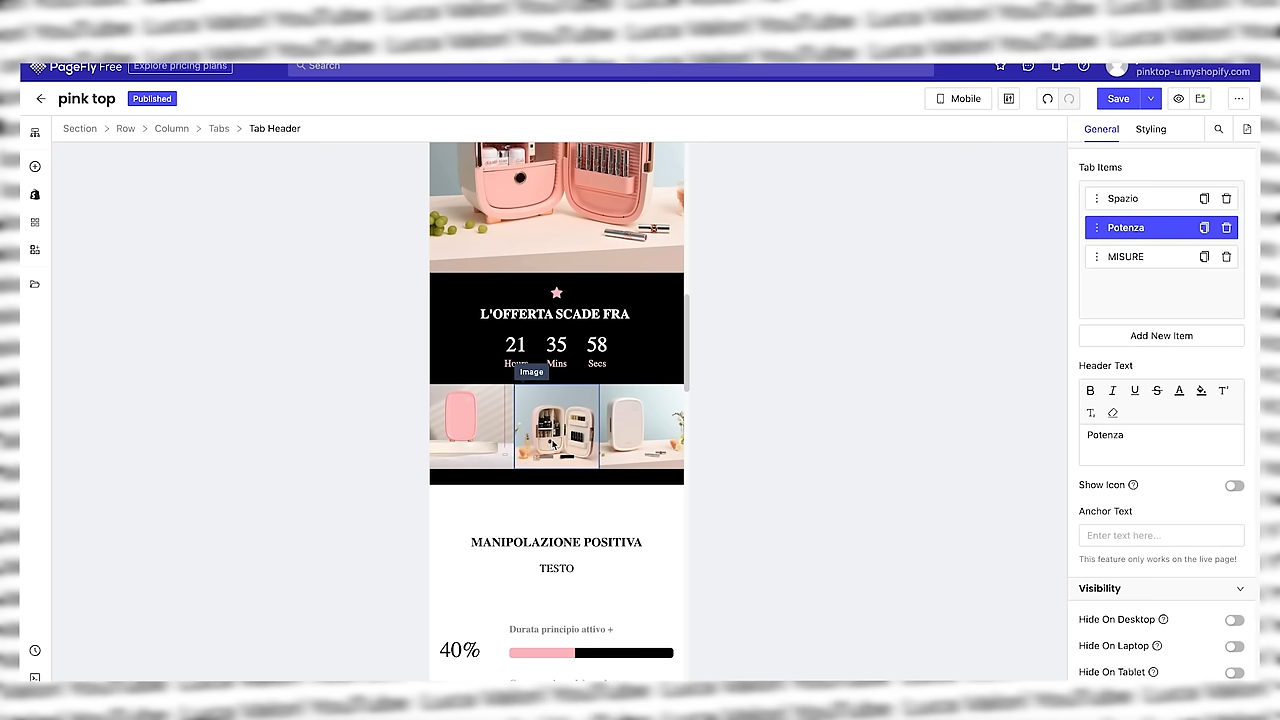 PageFly Free
Explore pricing plans
Search
pinktop-u.myshopify.com
pink top
Published
Mobile
Save
Section > Row > Column > Tabs > Tab Header
General
Styling
Tab Items
Spazio
Potenza
MISURE
Add New Item
Header Text
B I U S A T
Potenza
Show Icon
Anchor Text
Enter text here...
This feature only works on the live page!
Visibility
Hide On Desktop
Hide On Laptop
Hide On Tablet
L'OFFERTA SCADE FRA
21 35 58
Hours Mins Secs
Image
MANIPOLAZIONE POSITIVA
TESTO
Durata principio attivo +
40%